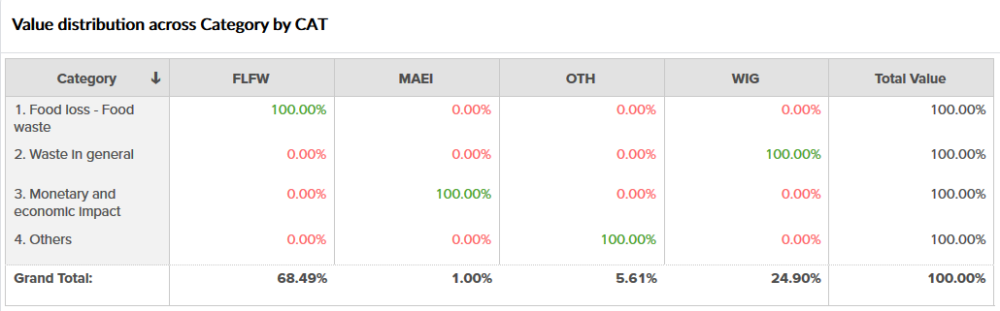 Value distribution across Category by CAT
Category FLFW MAEI OTH WIG Total Value
1. Food loss - Food 100.00% 0.00% 0.00% 0.00% 100.00%
waste
2. Waste in general 0.00% 0.00% 0.00% 100.00% 100.00%
3. Monetary and 0.00% 100.00% 0.00% 0.00% 100.00%
economic impact
4. Others 0.00% 0.00% 100.00% 0.00% 100.00%
Grand Total: 68.49% 1.00% 5.61% 24.90% 100.00%